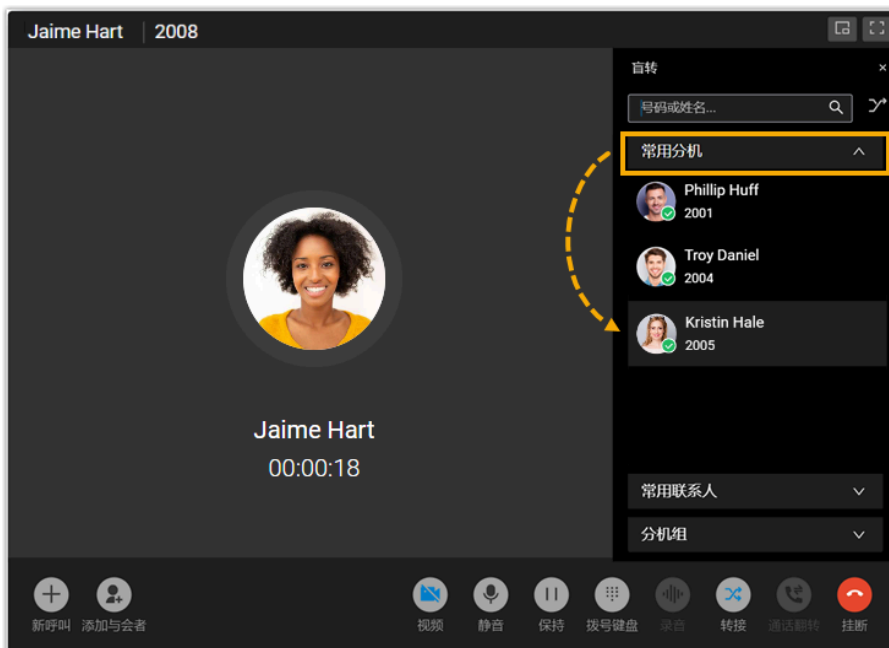 Jaime Hart | 2008
盲转
号码或姓名...
常用分机
Phillip Huff
2001
Troy Daniel
2004
Kristin Hale
2005
Jaime Hart
00:00:18
常用联系人
分机组
新呼叫 添加与会者 视频 静音 保持 拨号键盘 录音 转接 通话翻转 挂断